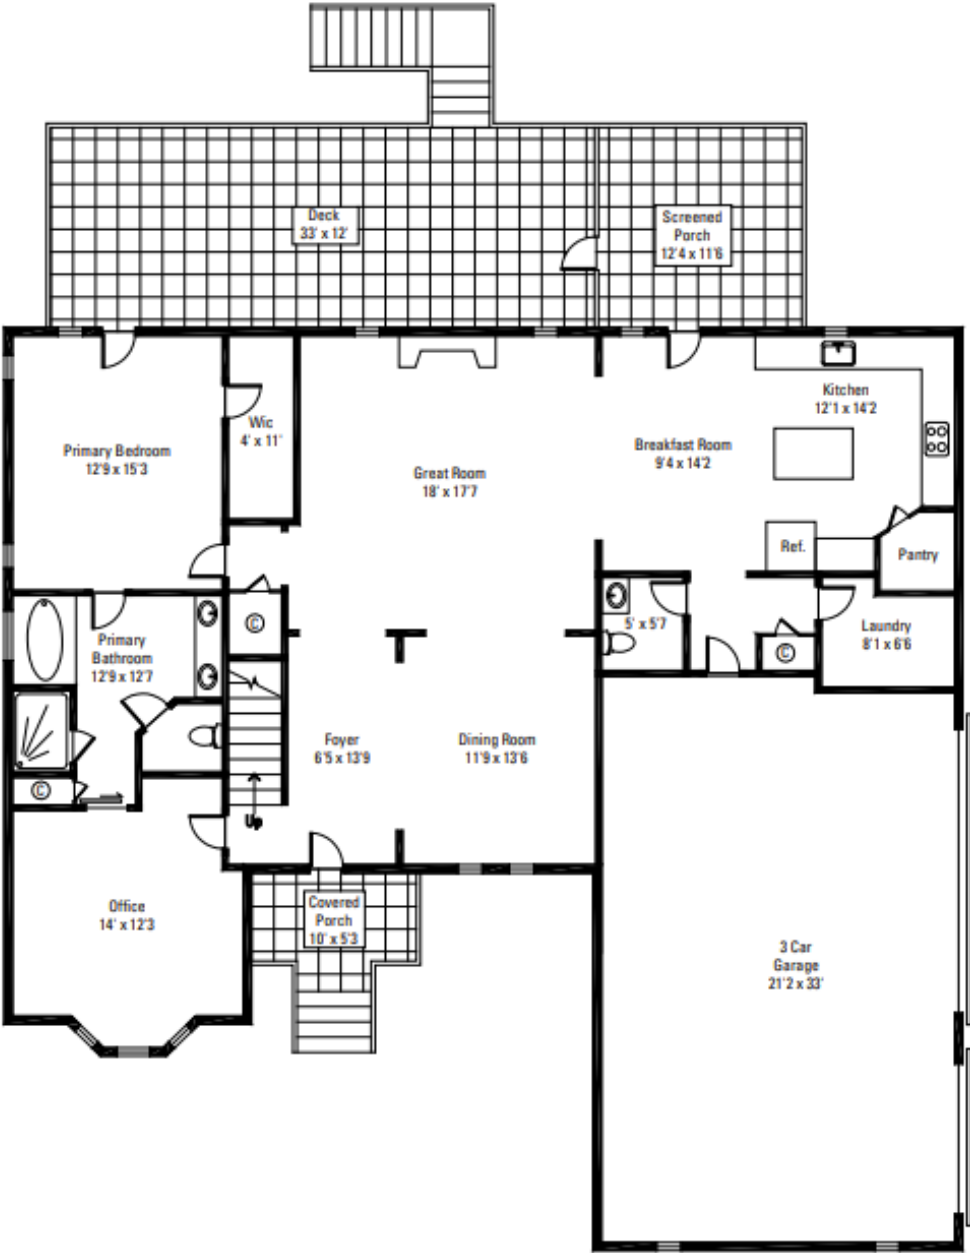 Deck
33' x 12'
Screened
Porch
12'4 x 11'6
Kitchen
12'1 x 14'2
Wic
4' x 11'
Primary Bedroom
12'9 x 15'3
Breakfast Room
9'4 x 14'2
Great Room
18' x 17'7
Ref.
Pantry
C
5' x 5'7
Laundry
8'1 x 6'6
Primary
Bathroom
12'9 x 12'7
C
Foyer
6'5 x 13'9
Dining Room
11'9 x 13'6
C
Up
Office
14' x 12'3
Covered
Porch
10' x 5'3
3 Car
Garage
21'2 x 33'